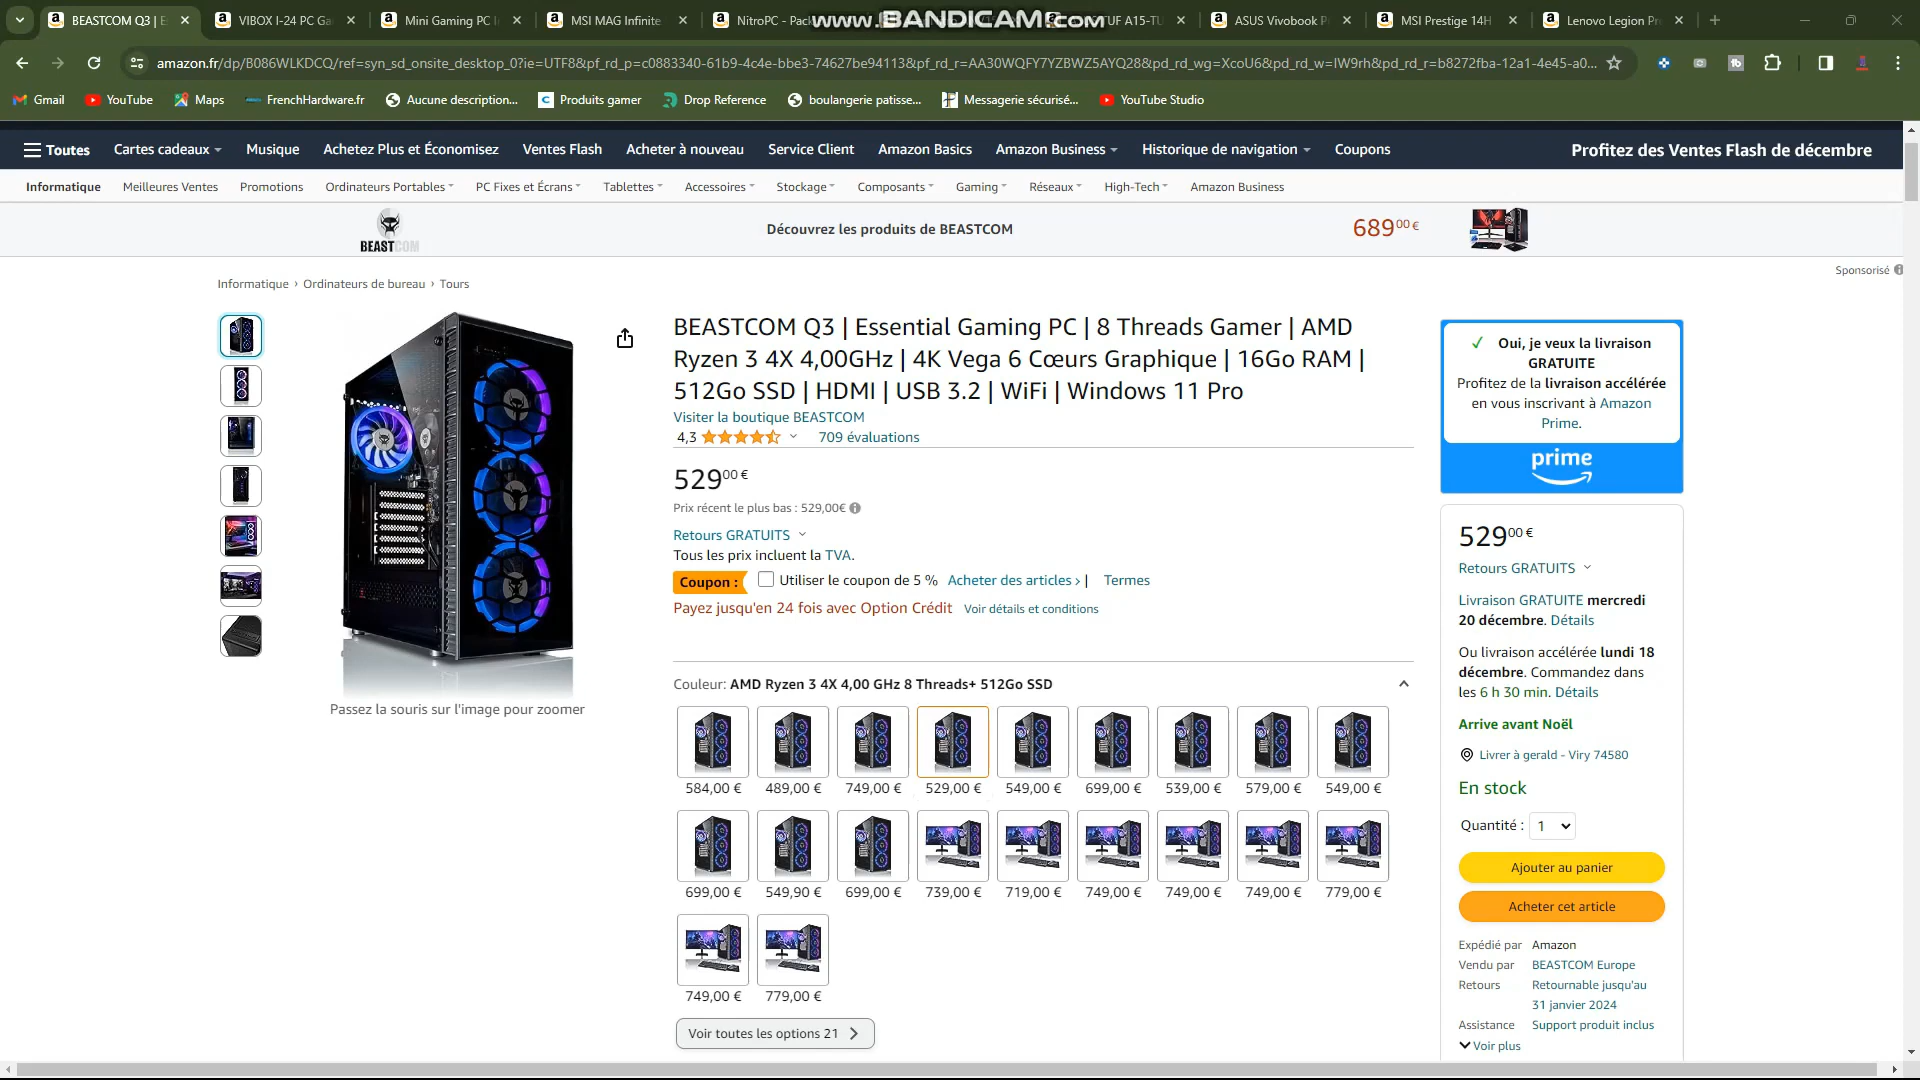 BEASTCOM Q3 | E
VIBOX I-24 PC Ga
Mini Gaming PC I
MSI MAG Infinite
NitroPC - Pack
www.BANDICAM.com
TUF A15-TU
ASUS Vivobook P
MSI Prestige 14H
Lenovo Legion Pr
amazon.fr/dp/B086WLKDCQ/ref=syn_sd_onsite_desktop_0?ie=UTF8&pf_rd_p=c0883340-61b9-4c4e-bbe3-74627be94113&pf_rd_r=AA30WQFY7YZBWZ5AYQ28&pd_rd_wg=XcoU6&pd_rd_w=IW9rh&pd_rd_r=b8272fba-12a1-4e45-a0...
Gmail YouTube Maps FrenchHardware.fr Aucune description... Produits gamer Drop Reference boulangerie patisse... Messagerie sécurisé... YouTube Studio
Toutes Cartes cadeaux Musique Achetez Plus et Économisez Ventes Flash Acheter à nouveau Service Client Amazon Basics Amazon Business Historique de navigation Coupons Profitez des Ventes Flash de décembre
Informatique Meilleures Ventes Promotions Ordinateurs Portables PC Fixes et Écrans Tablettes Accessoires Stockage Composants Gaming Réseaux High-Tech Amazon Business
BEASTCOM
Découvrez les produits de BEASTCOM
689,00 €
Sponsorisé
Informatique › Ordinateurs de bureau › Tours
BEASTCOM Q3 | Essential Gaming PC | 8 Threads Gamer | AMD
Ryzen 3 4X 4,00GHz | 4K Vega 6 Cœurs Graphique | 16Go RAM |
512Go SSD | HDMI | USB 3.2 | WiFi | Windows 11 Pro
Visiter la boutique BEASTCOM
4,3 709 évaluations
529 00 €
Prix récent le plus bas : 529,00€
Retours GRATUITS
Tous les prix incluent la TVA.
Coupon : Utiliser le coupon de 5 % Acheter des articles › | Termes
Payez jusqu'en 24 fois avec Option Crédit Voir détails et conditions
Passez la souris sur l'image pour zoomer
Couleur: AMD Ryzen 3 4X 4,00 GHz 8 Threads+ 512Go SSD
584,00 € 489,00 € 749,00 € 529,00 € 549,00 € 699,00 € 539,00 € 579,00 € 549,00 €
699,00 € 549,90 € 699,00 € 739,00 € 719,00 € 749,00 € 749,00 € 749,00 € 779,00 €
749,00 € 779,00 €
Voir toutes les options 21
Oui, je veux la livraison
GRATUITE
Profitez de la livraison accélérée
en vous inscrivant à Amazon
Prime.
prime
529 00 €
Retours GRATUITS
Livraison GRATUITE mercredi
20 décembre. Détails
Ou livraison accélérée lundi 18
décembre. Commandez dans
les 6 h 30 min. Détails
Arrive avant Noël
Livrer à gerald - Viry 74580
En stock
Quantité : 1
Ajouter au panier
Acheter cet article
Expédié par Amazon
Vendu par BEASTCOM Europe
Retours Retournable jusqu'au
31 janvier 2024
Assistance Support produit inclus
Voir plus